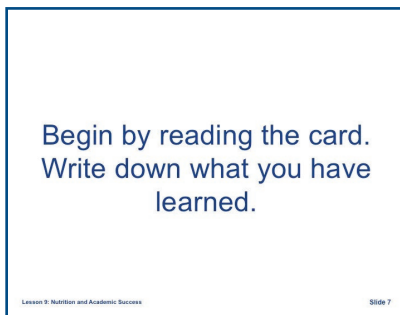 Begin by reading the card.
Write down what you have
learned.
Lesson 9: Nutrition and Academic Success
Slide 7